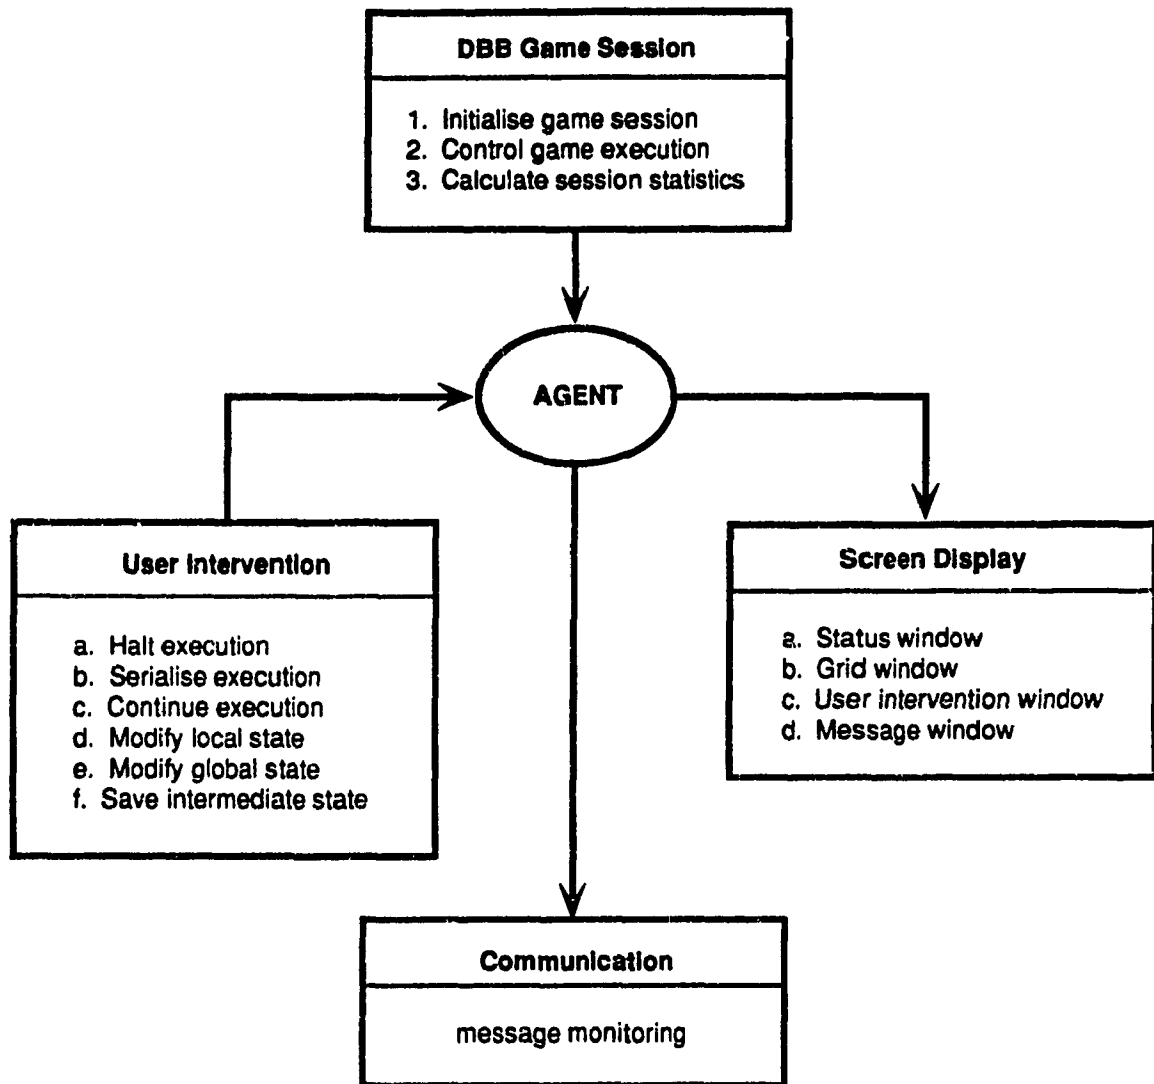 DBB Game Session
1. Initialise game session
2. Control game execution
3. Calculate session statistics
AGENT
User Intervention
a. Halt execution
b. Serialise execution
c. Continue execution
d. Modify local state
e. Modify global state
f. Save intermediate state
Screen Display
a. Status window
b. Grid window
c. User intervention window
d. Message window
Communication
message monitoring